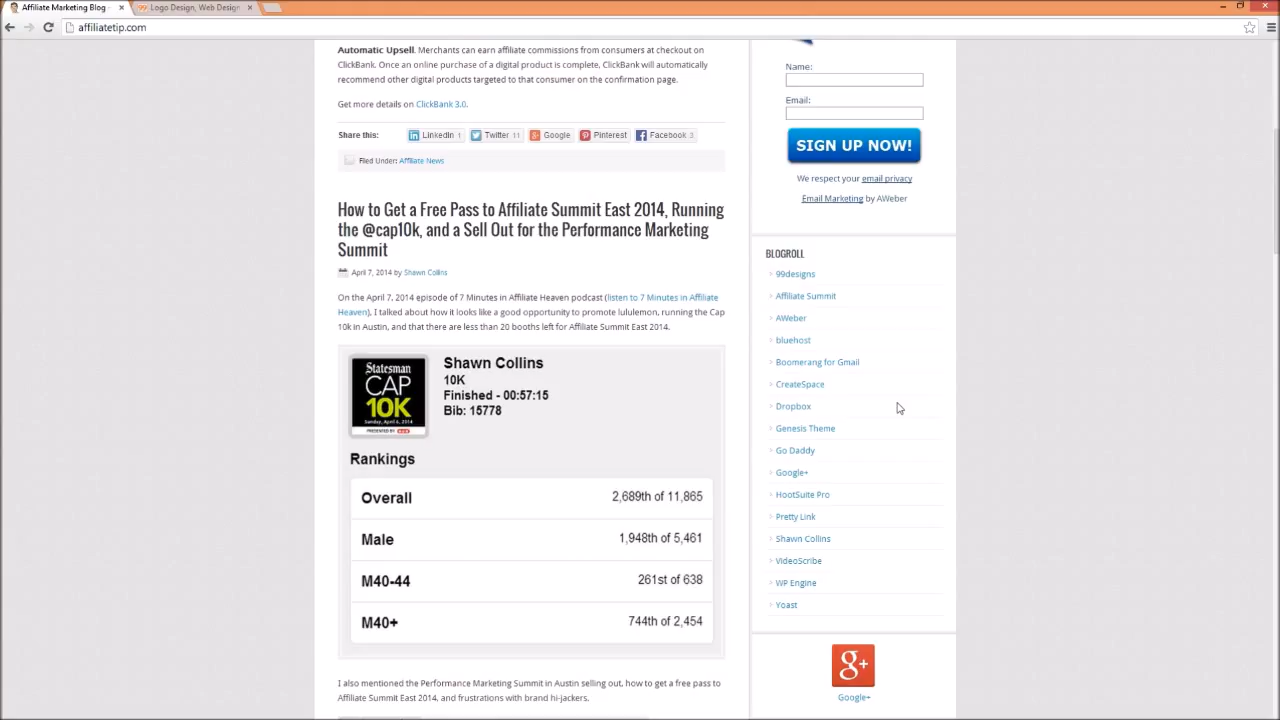 Affiliate Marketing Blog -
Logo Design, Web Design
affiliatetip.com
Automatic Upsell. Merchants can earn affiliate commissions from consumers at checkout on
ClickBank. Once an online purchase of a digital product is complete, ClickBank will automatically
recommend other digital products targeted to that consumer on the confirmation page.
Get more details on ClickBank 3.0.
Share this:
LinkedIn 1
Twitter 11
Google
Pinterest
Facebook 3
Filed Under: Affiliate News
How to Get a Free Pass to Affiliate Summit East 2014, Running
the @cap10k, and a Sell Out for the Performance Marketing
Summit
April 7, 2014 by Shawn Collins
On the April 7, 2014 episode of 7 Minutes in Affiliate Heaven podcast (listen to 7 Minutes in Affiliate
Heaven), I talked about how it looks like a good opportunity to promote lululemon, running the Cap
10k in Austin, and that there are less than 20 booths left for Affiliate Summit East 2014.
Statesman
CAP
10K
Sunday, April 6, 2014
PRESENTED BY
Shawn Collins
10K
Finished - 00:57:15
Bib: 15778
Rankings
Overall 2,689th of 11,865
Male 1,948th of 5,461
M40-44 261st of 638
M40+ 744th of 2,454
I also mentioned the Performance Marketing Summit in Austin selling out, how to get a free pass to
Affiliate Summit East 2014, and frustrations with brand hi-jackers.
Name:
Email:
SIGN UP NOW!
We respect your email privacy
Email Marketing by AWeber
BLOGROLL
99designs
Affiliate Summit
AWeber
bluehost
Boomerang for Gmail
CreateSpace
Dropbox
Genesis Theme
Go Daddy
Google+
HootSuite Pro
Pretty Link
Shawn Collins
VideoScribe
WP Engine
Yoast
g+
Google+